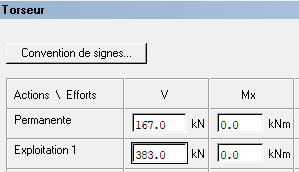 Torseur
Convention de signes...
Actions \ Efforts V Mx
Permanente 167.0 kN 0.0 kNm
Exploitation 1 383.0 kN 0.0 kNm